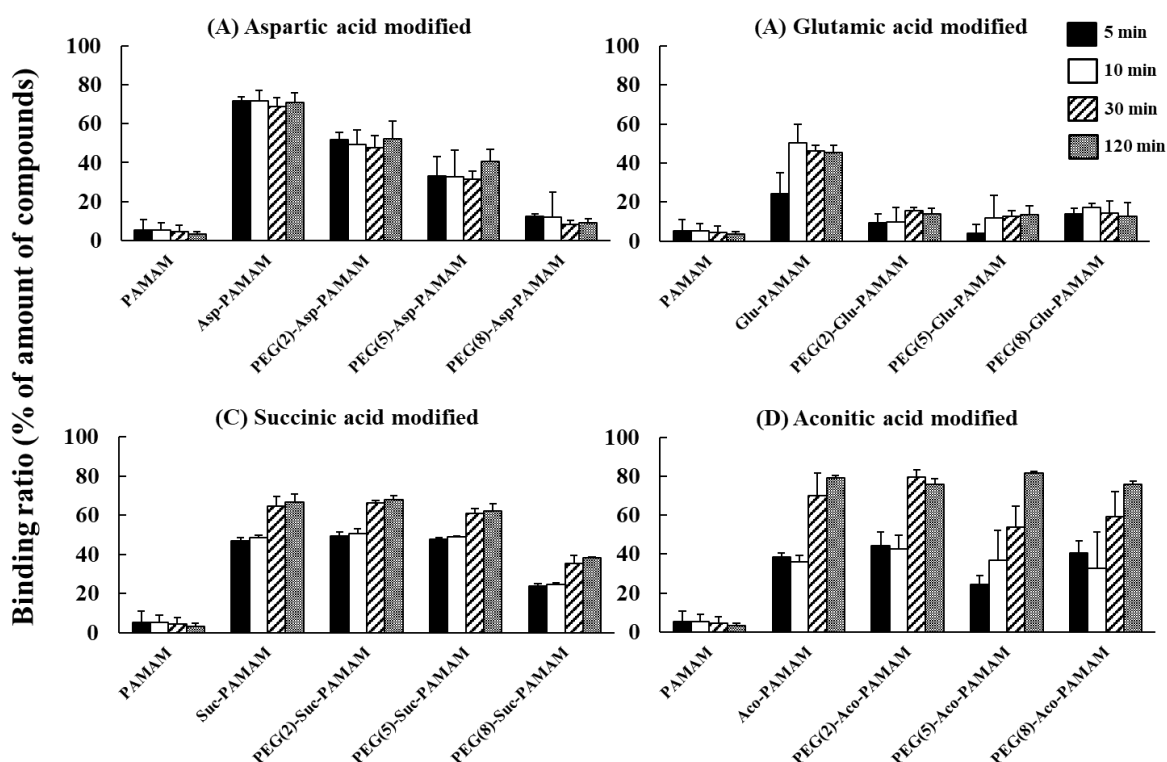 Binding ratio (% of amount of compounds)
(A) Aspartic acid modified
100
80
60
40
20
0
PAMAM
Asp-PAMAM
PEG(2)-Asp-PAMAM
PEG(5)-Asp-PAMAM
PEG(8)-Asp-PAMAM
(A) Glutamic acid modified
100
80
60
40
20
0
PAMAM
Glu-PAMAM
PEG(2)-Glu-PAMAM
PEG(5)-Glu-PAMAM
PEG(8)-Glu-PAMAM
5 min
10 min
30 min
120 min
(C) Succinic acid modified
100
80
60
40
20
0
PAMAM
Suc-PAMAM
PEG(2)-Suc-PAMAM
PEG(5)-Suc-PAMAM
PEG(8)-Suc-PAMAM
(D) Aconitic acid modified
100
80
60
40
20
0
PAMAM
Aco-PAMAM
PEG(2)-Aco-PAMAM
PEG(5)-Aco-PAMAM
PEG(8)-Aco-PAMAM